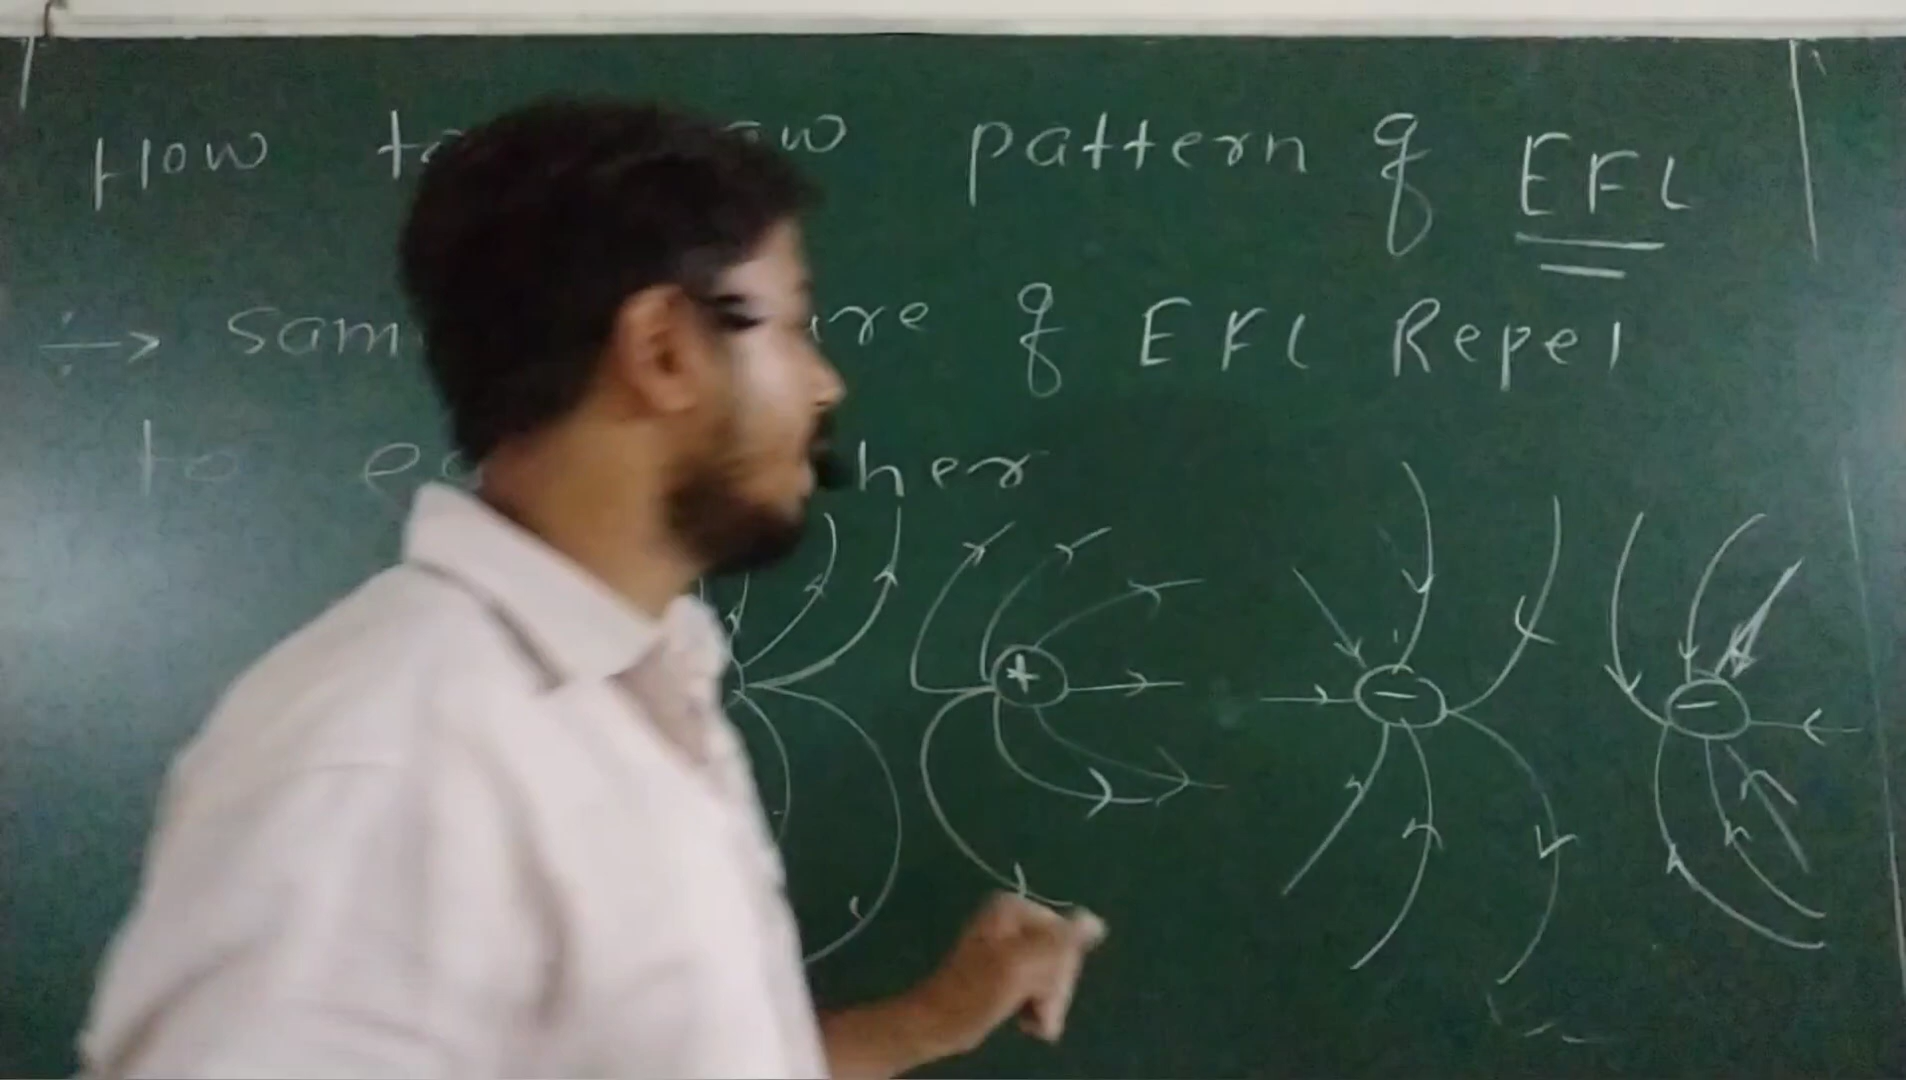 How to pattern of EFL
÷→ Sam of EFL Repel
to her
+ - -